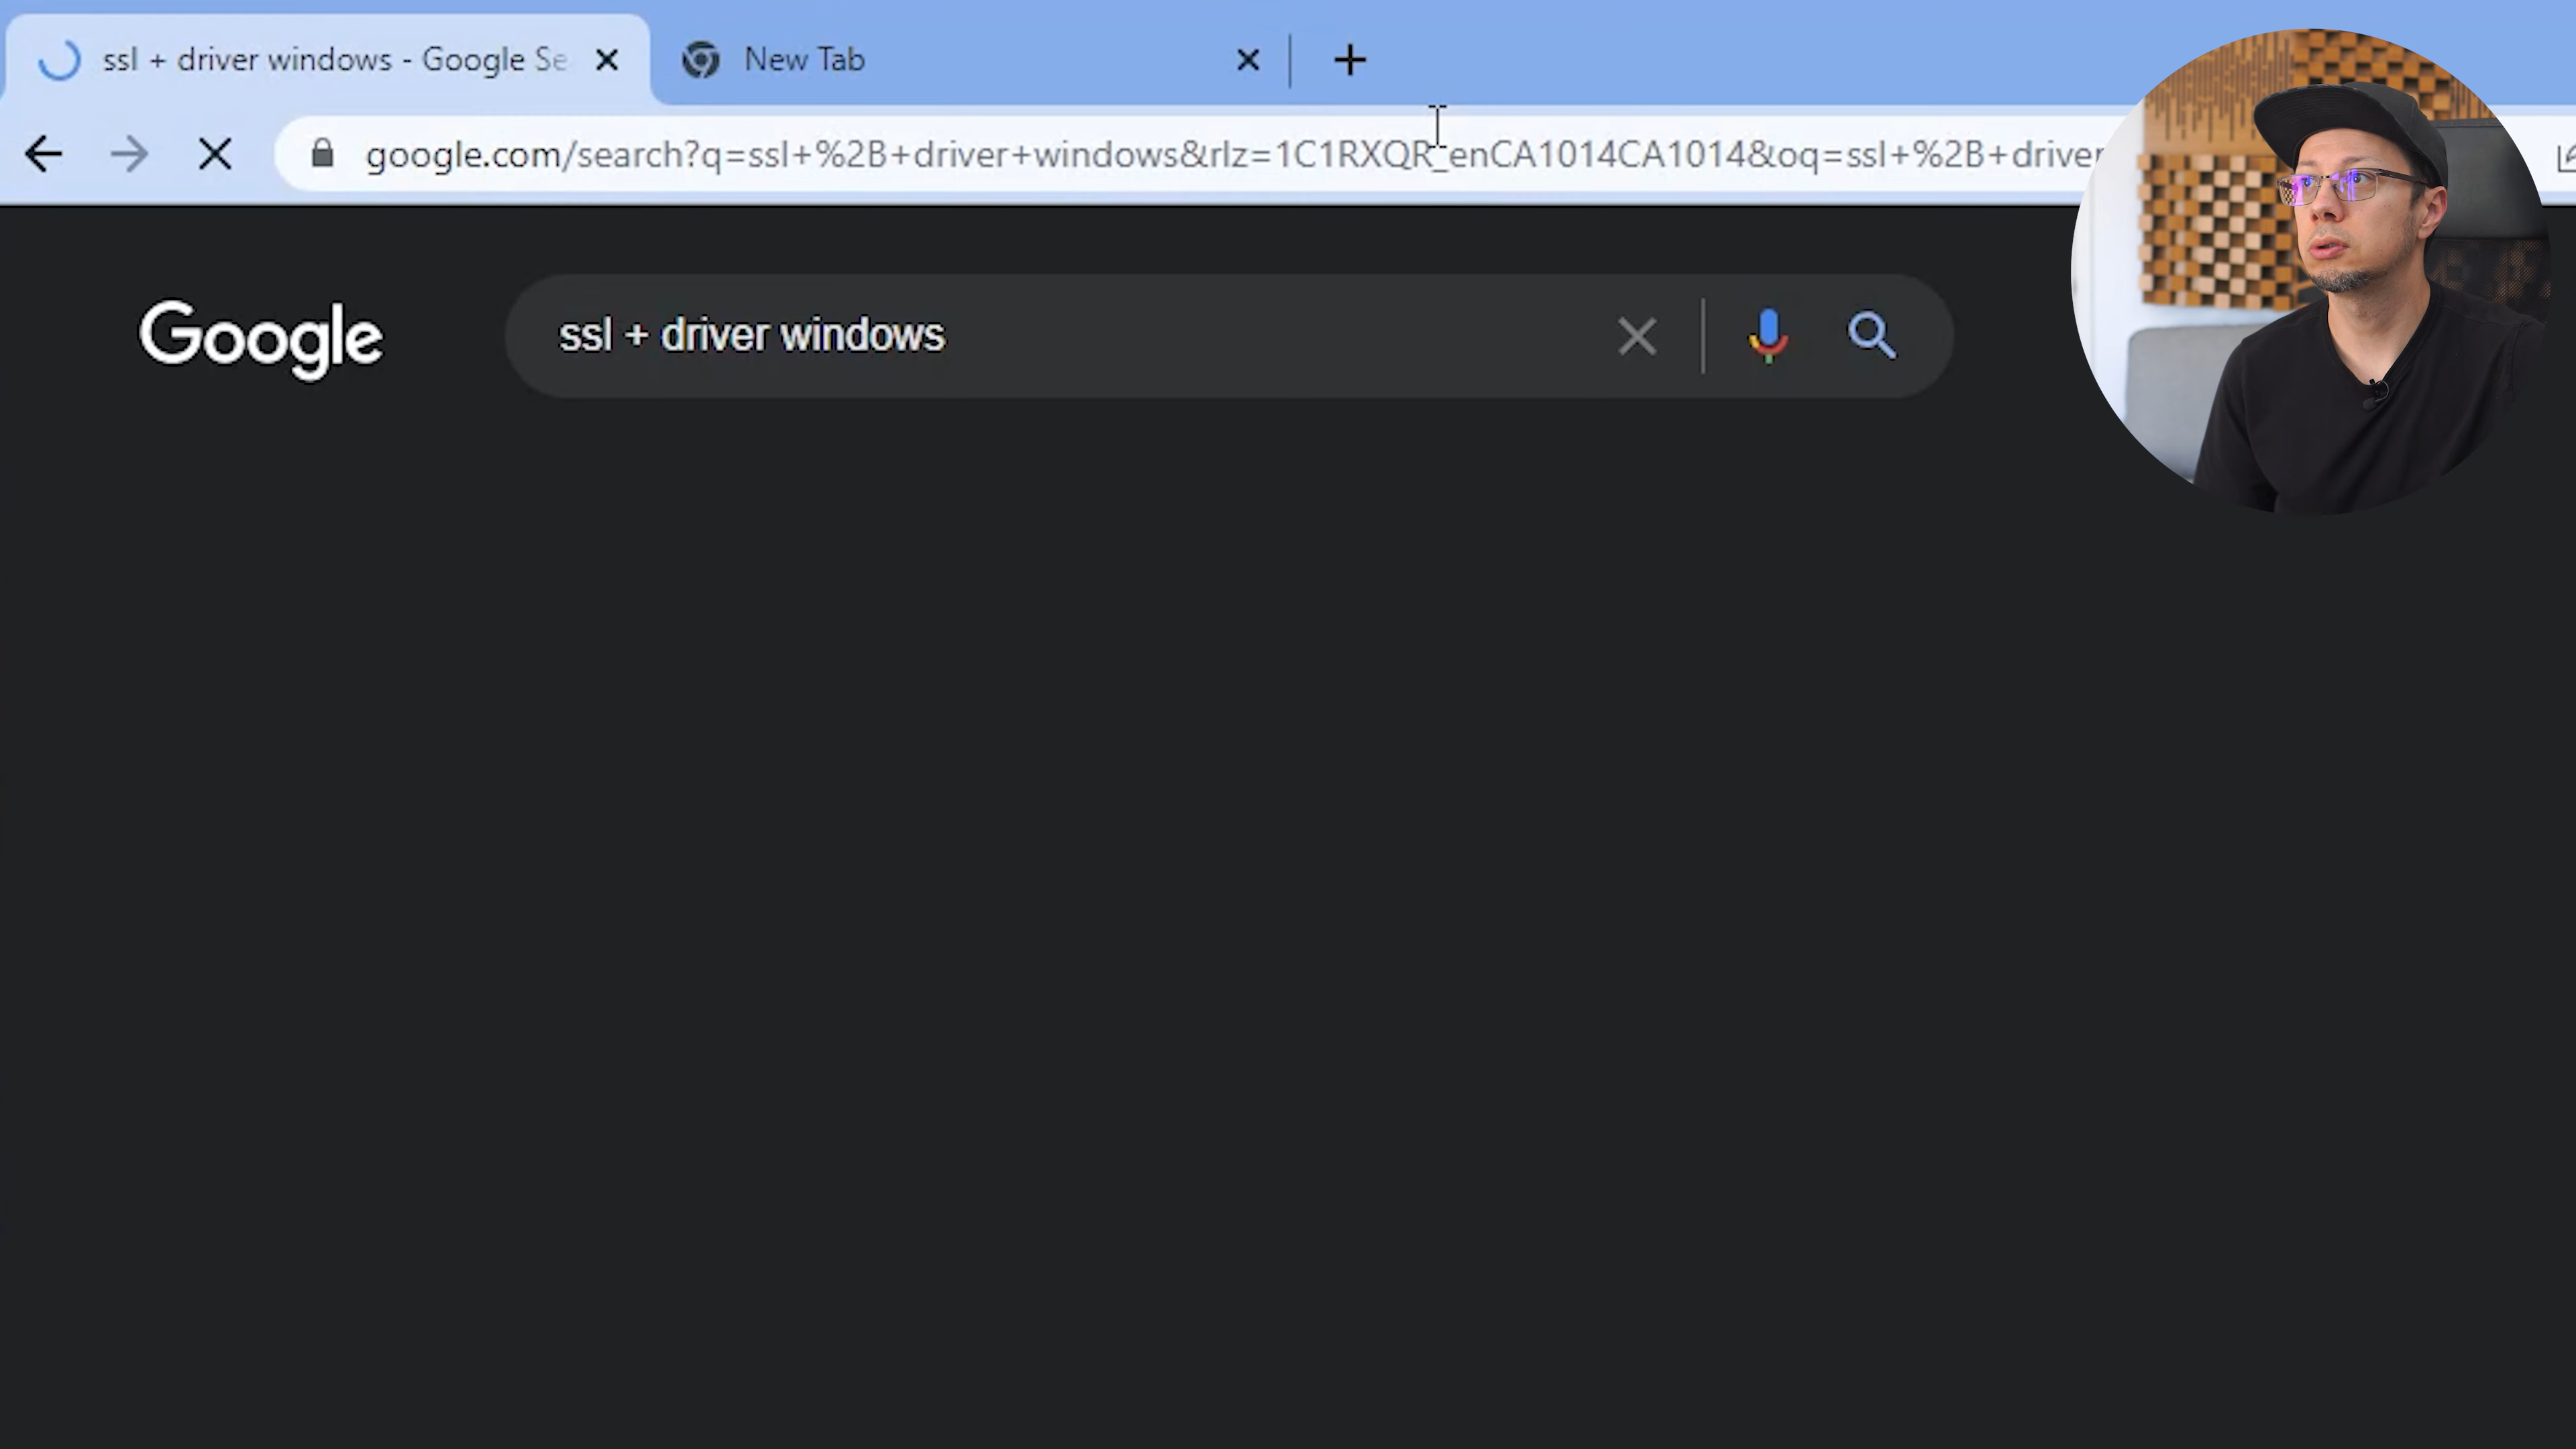 ssl + driver windows - Google Se
New Tab
google.com/search?q=ssl+%2B+driver+windows&rlz=1C1RXQR_enCA1014CA1014&oq=ssl+%2B+driver
Google
ssl + driver windows